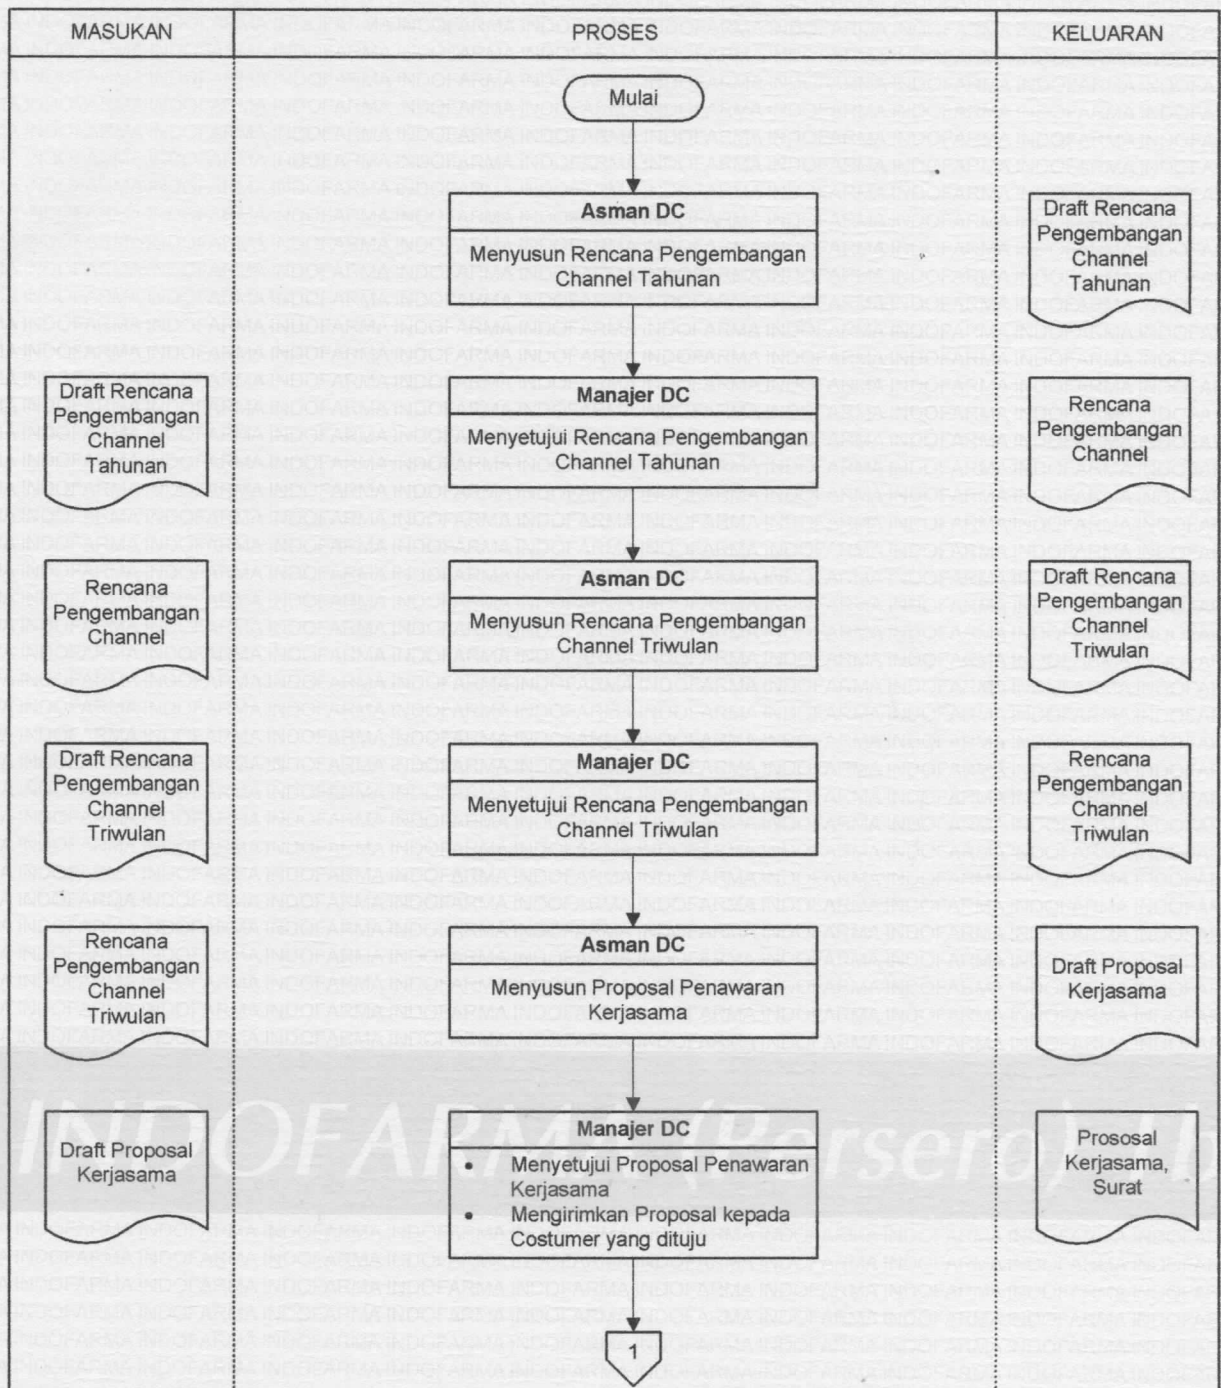 MASUKAN
PROSES
KELUARAN
Mulai
Asman DC
Menyusun Rencana Pengembangan
Channel Tahunan
Draft Rencana
Pengembangan
Channel
Tahunan
Draft Rencana
Pengembangan
Channel
Tahunan
Manajer DC
Menyetujui Rencana Pengembangan
Channel Tahunan
Rencana
Pengembangan
Channel
Rencana
Pengembangan
Channel
Asman DC
Menyusun Rencana Pengembangan
Channel Triwulan
Draft Rencana
Pengembangan
Channel
Triwulan
Draft Rencana
Pengembangan
Channel
Triwulan
Manajer DC
Menyetujui Rencana Pengembangan
Channel Triwulan
Rencana
Pengembangan
Channel
Triwulan
Rencana
Pengembangan
Channel
Triwulan
Asman DC
Menyusun Proposal Penawaran
Kerjasama
Draft Proposal
Kerjasama
INDOFARMA (Persero) Tb
Draft Proposal
Kerjasama
Manajer DC
• Menyetujui Proposal Penawaran
Kerjasama
• Mengirimkan Proposal kepada
Costumer yang dituju
Prososal
Kerjasama,
Surat
1